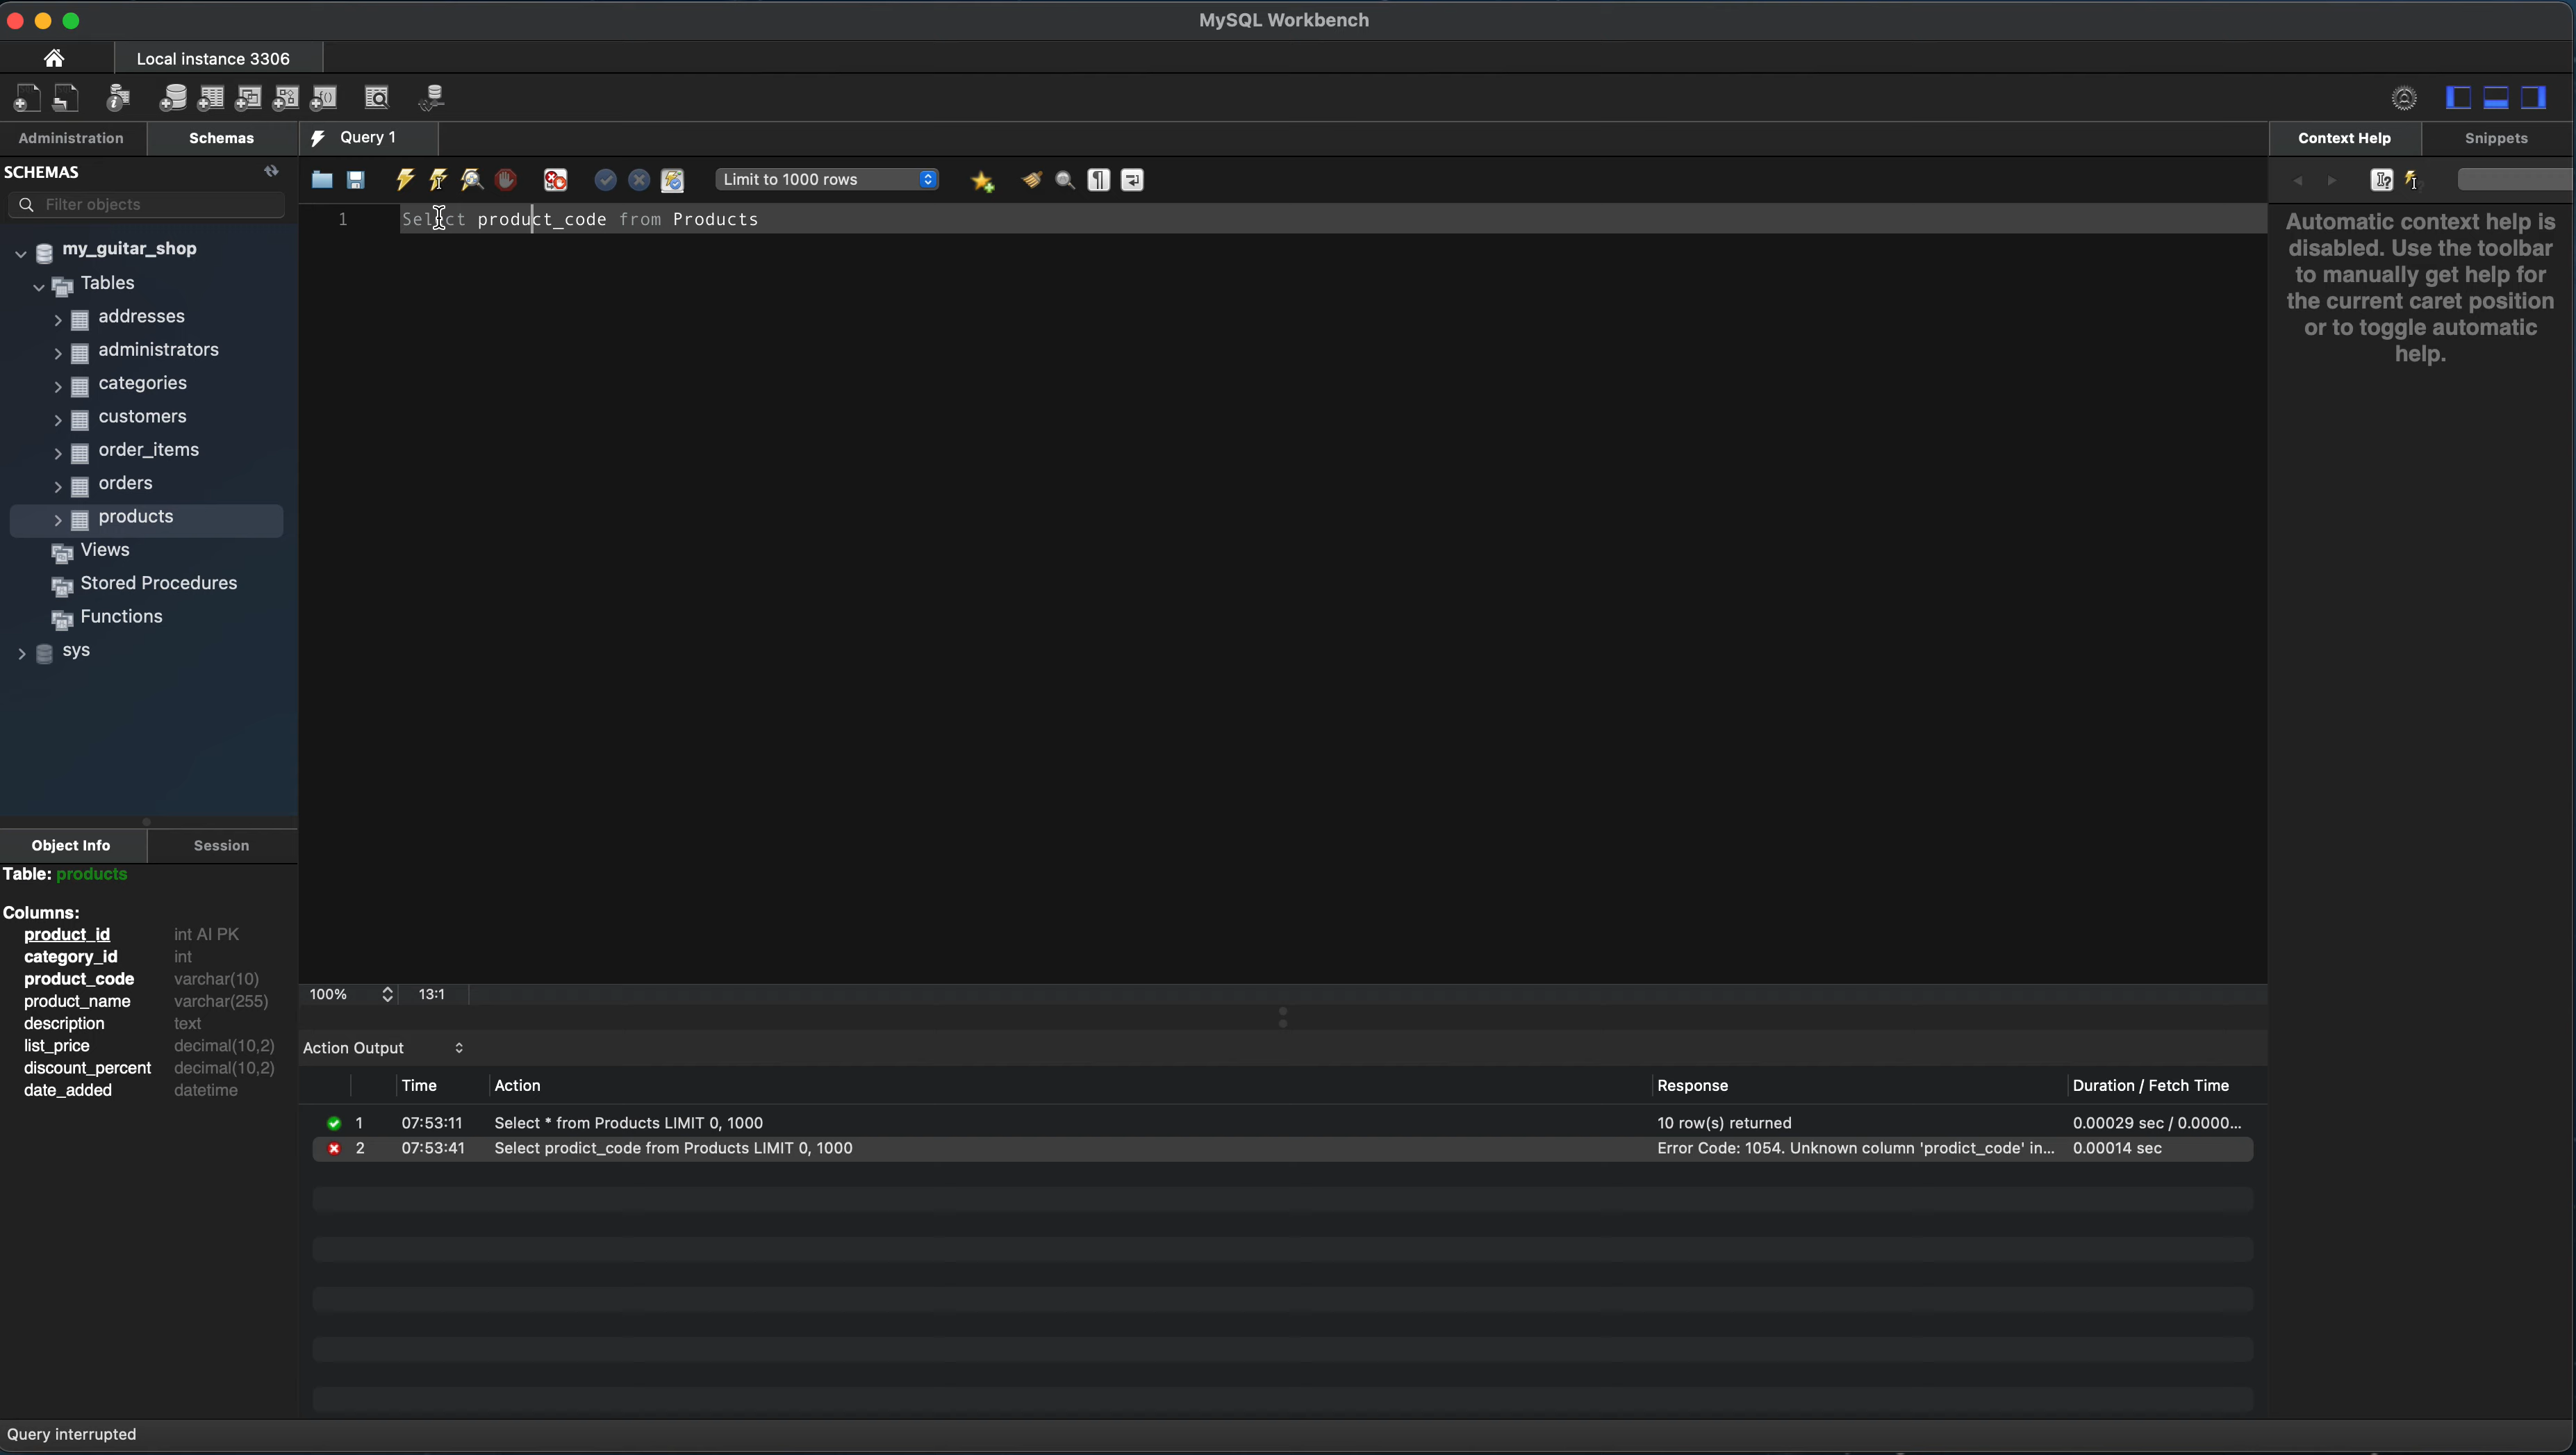 MySQL Workbench
Local instance 3306
Administration
Schemas
Query 1
Context Help
Snippets
SCHEMAS
Filter objects
my_guitar_shop
Tables
addresses
administrators
categories
customers
order_items
orders
products
Views
Stored Procedures
Functions
sys
Limit to 1000 rows
1 Select product_code from Products
Automatic context help is
disabled. Use the toolbar
to manually get help for
the current caret position
or to toggle automatic
help.
Object Info
Session
Table: products
Columns:
product_id int AI PK
category_id int
product_code varchar(10)
product_name varchar(255)
description text
list_price decimal(10,2)
discount_percent decimal(10,2)
date_added datetime
100% 13:1
Action Output
Time Action Response Duration / Fetch Time
1 07:53:11 Select * from Products LIMIT 0, 1000 10 row(s) returned 0.00029 sec / 0.0000...
2 07:53:41 Select prodict_code from Products LIMIT 0, 1000 Error Code: 1054. Unknown column 'prodict_code' in... 0.00014 sec
Query interrupted